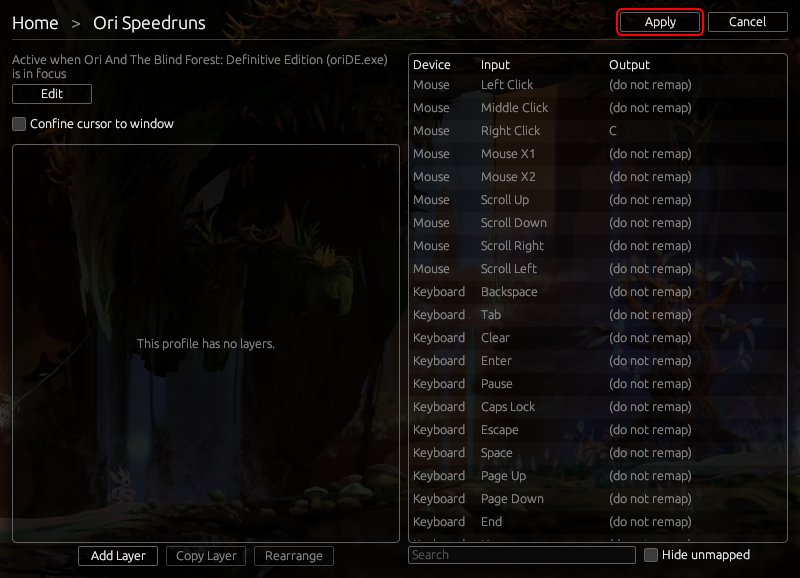 Home > Ori Speedruns
Apply
Cancel
Active when Ori And The Blind Forest: Definitive Edition (oriDE.exe)
is in focus
Edit
Confine cursor to window
This profile has no layers.
Add Layer
Copy Layer
Rearrange
Device Input Output
Mouse Left Click (do not remap)
Mouse Middle Click (do not remap)
Mouse Right Click C
Mouse Mouse X1 (do not remap)
Mouse Mouse X2 (do not remap)
Mouse Scroll Up (do not remap)
Mouse Scroll Down (do not remap)
Mouse Scroll Right (do not remap)
Mouse Scroll Left (do not remap)
Keyboard Backspace (do not remap)
Keyboard Tab (do not remap)
Keyboard Clear (do not remap)
Keyboard Enter (do not remap)
Keyboard Pause (do not remap)
Keyboard Caps Lock (do not remap)
Keyboard Escape (do not remap)
Keyboard Space (do not remap)
Keyboard Page Up (do not remap)
Keyboard Page Down (do not remap)
Keyboard End (do not remap)
Search
Hide unmapped